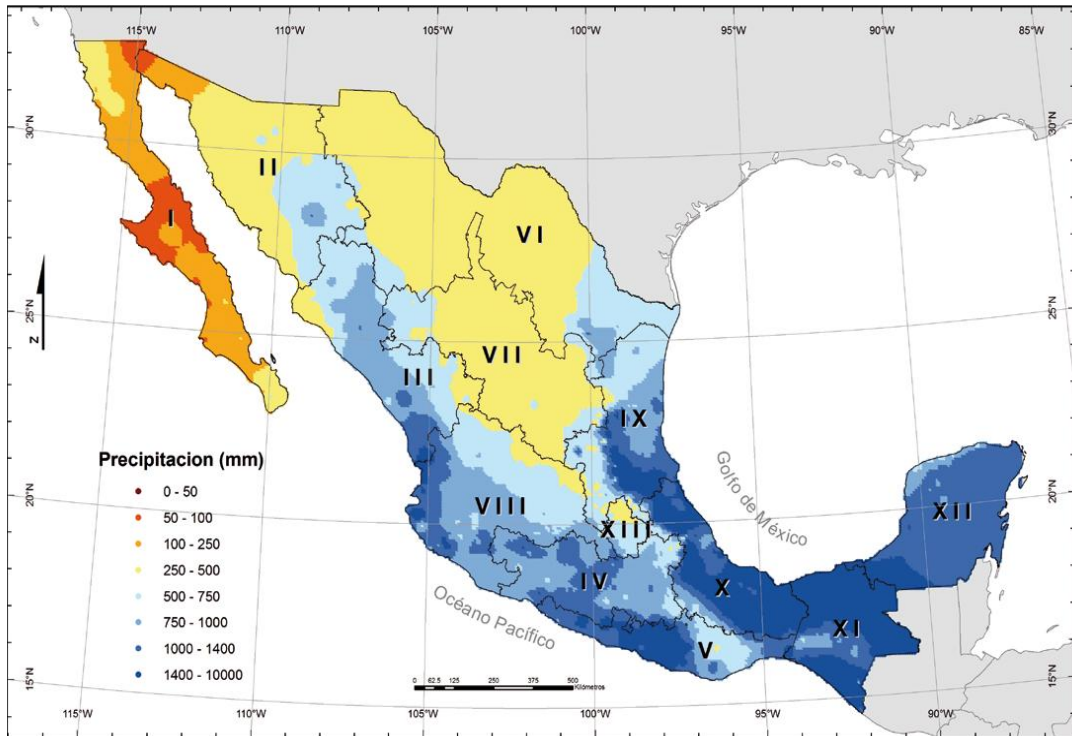 115°W 110°W 105°W 100°W 95°W 90°W 85°W
30°N 30°N
25°N 25°N
20°N 20°N
15°N 15°N
115°W 110°W 105°W 100°W 95°W 90°W
I
II
III
IV
V
VI
VII
VIII
IX
X
XI
XII
XIII
N
Golfo de México
Océano Pacífico
Precipitacion (mm)
0 - 50
50 - 100
100 - 250
250 - 500
500 - 750
750 - 1000
1000 - 1400
1400 - 10000
0 62.5 125 250 375 500
Kilómetros